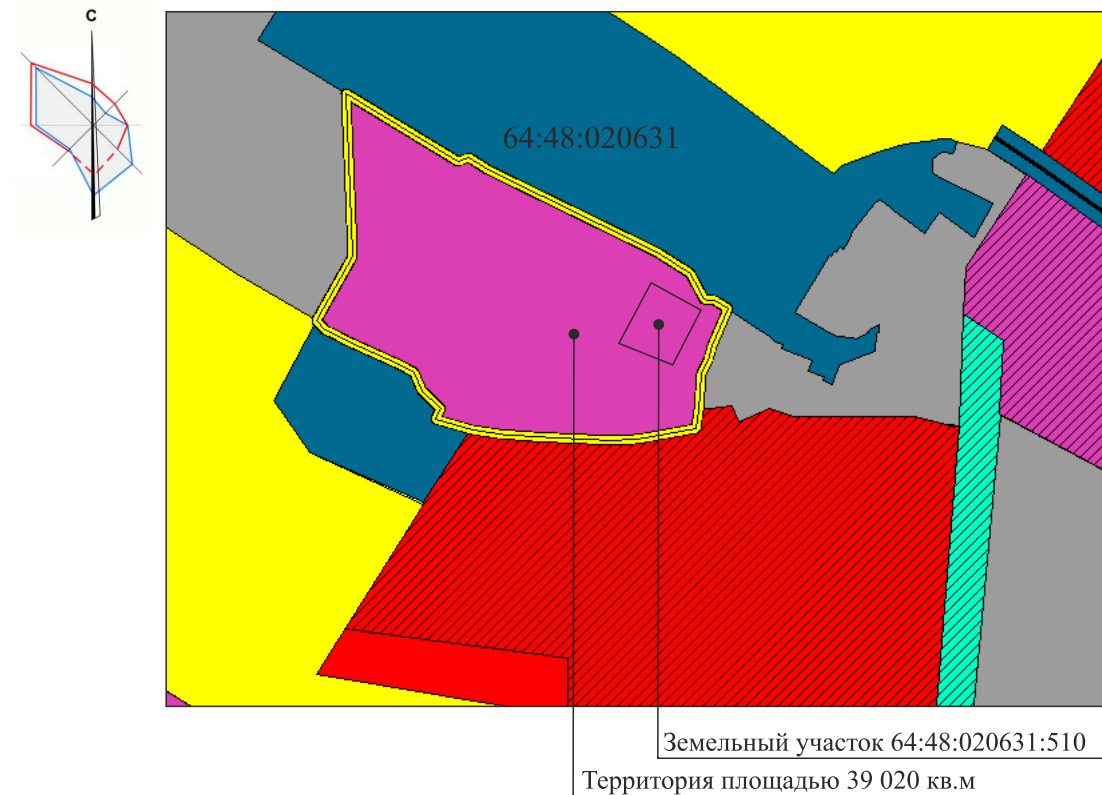 С
64:48:020631
Земельный участок 64:48:020631:510
Территория площадью 39 020 кв.м